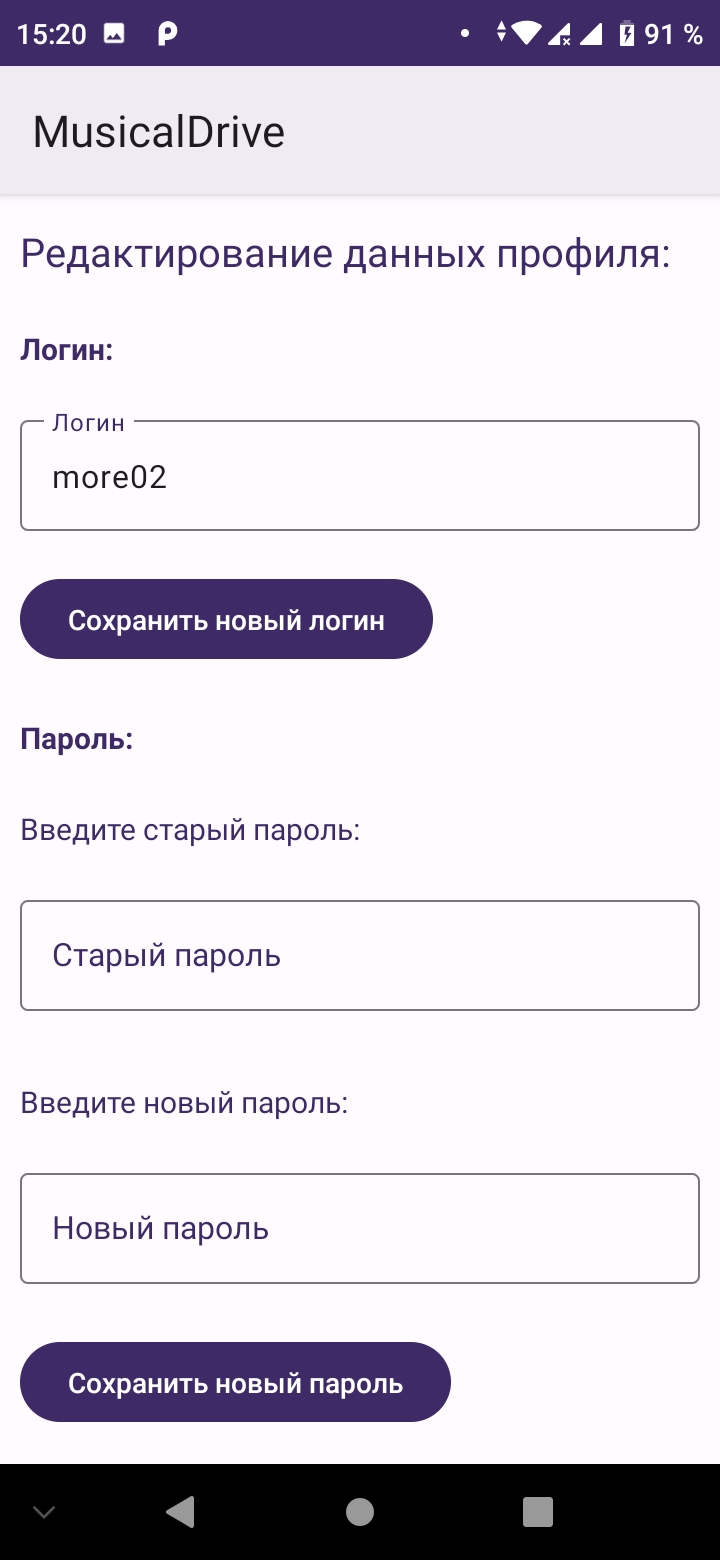 15:20
91 %
MusicalDrive
Редактирование данных профиля:
Логин:
Логин
more02
Сохранить новый логин
Пароль:
Введите старый пароль:
Старый пароль
Введите новый пароль:
Новый пароль
Сохранить новый пароль